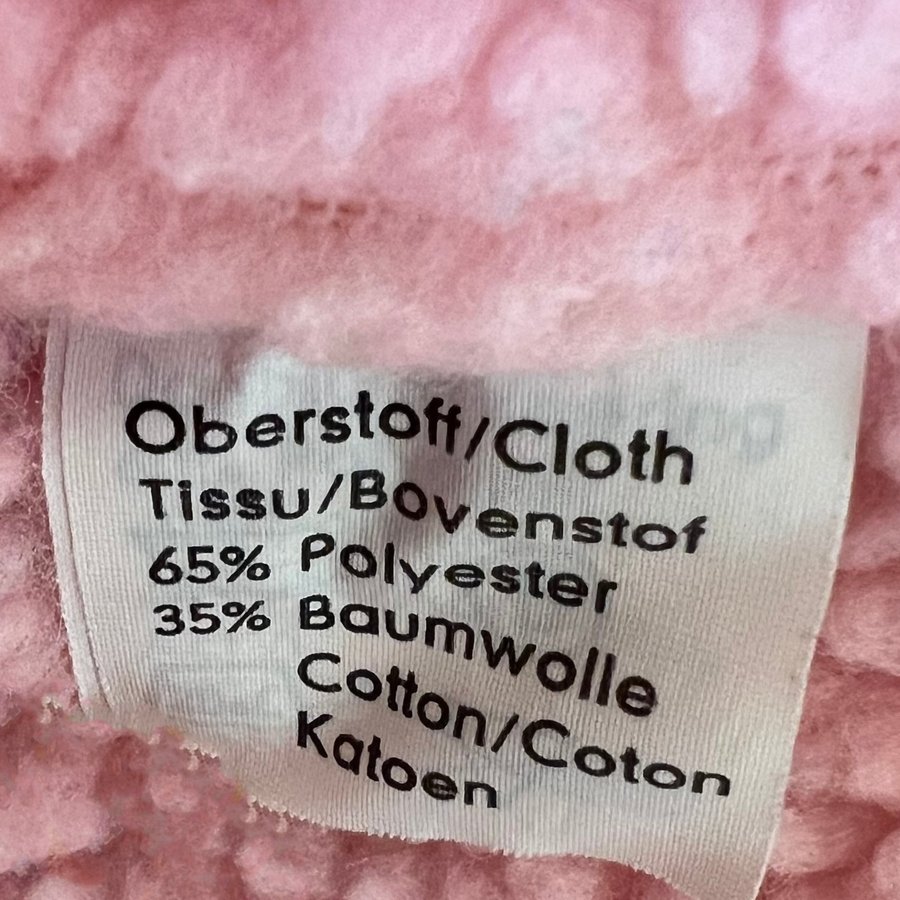 Oberstoff/Cloth
Tissu/Bovenstof
65% Polyester
35% Baumwolle
Cotton/Coton
Katoen